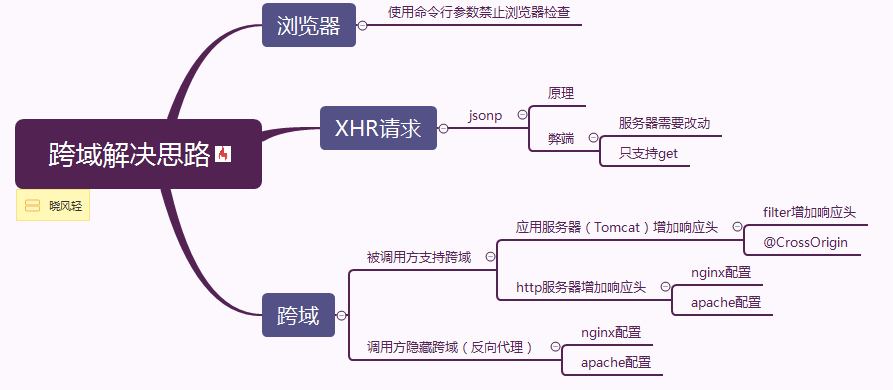 跨域解决思路
晓风轻
浏览器
使用命令行参数禁止浏览器检查
XHR请求
jsonp
原理
弊端
服务器需要改动
只支持get
跨域
被调用方支持跨域
应用服务器（Tomcat）增加响应头
filter增加响应头
@CrossOrigin
http服务器增加响应头
nginx配置
apache配置
调用方隐藏跨域（反向代理）
nginx配置
apache配置